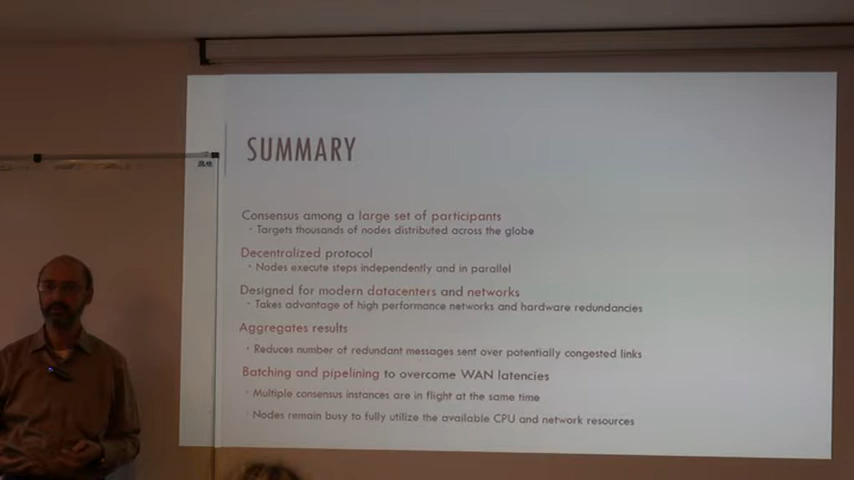 SUMMARY
Consensus among a large set of participants
• Targets thousands of nodes distributed across the globe
Decentralized protocol
• Nodes execute steps independently and in parallel
Designed for modern datacenters and networks
• Takes advantage of high performance networks and hardware redundancies
Aggregates results
• Reduces number of redundant messages sent over potentially congested links
Batching and pipelining to overcome WAN latencies
• Multiple consensus instances are in flight at the same time
• Nodes remain busy to fully utilize the available CPU and network resources